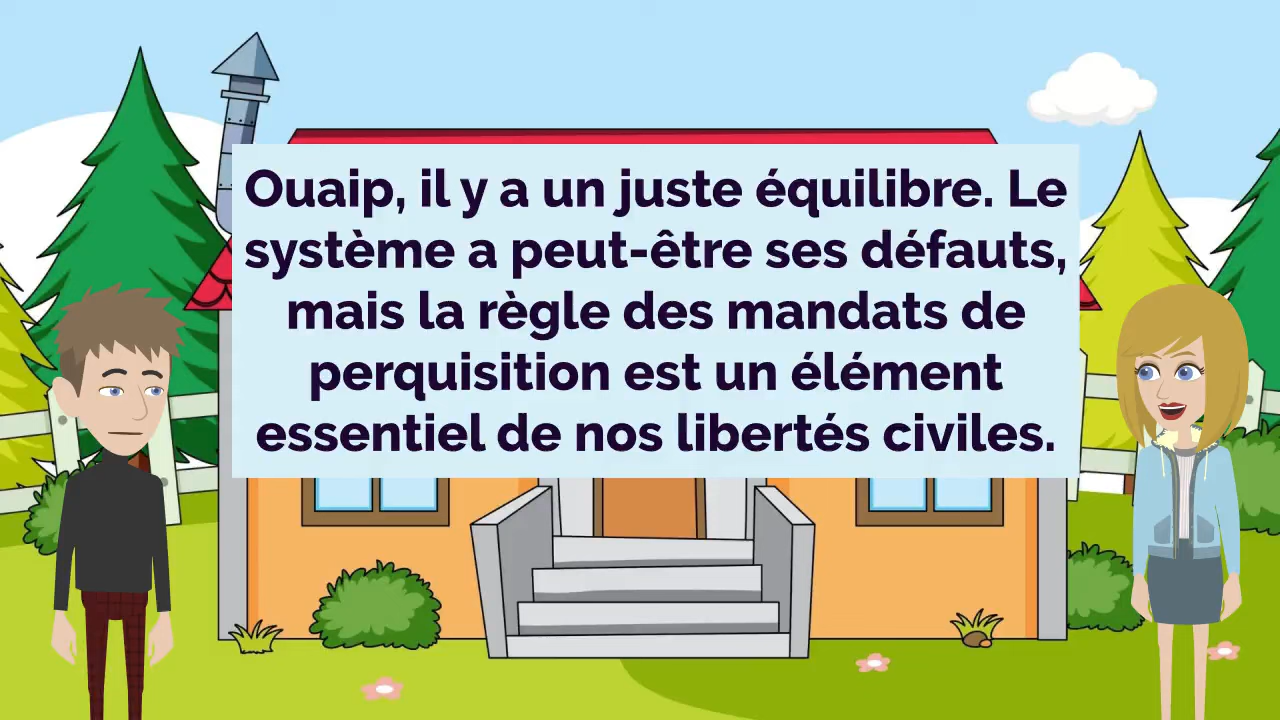 Ouaip, il y a un juste équilibre. Le
système a peut-être ses défauts,
mais la règle des mandats de
perquisition est un élément
essentiel de nos libertés civiles.